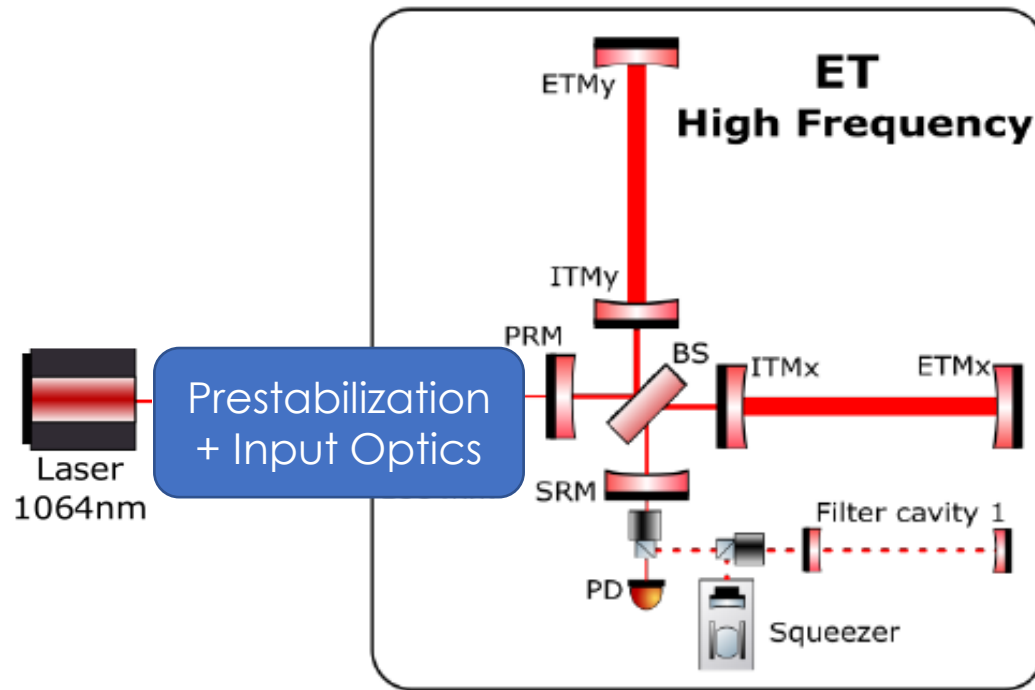 ETMy
ET
High Frequency
ITMy
PRM
BS
ITMx
ETMx
Prestabilization
+ Input Optics
Laser
1064nm
SRM
Filter cavity 1
PD
Squeezer